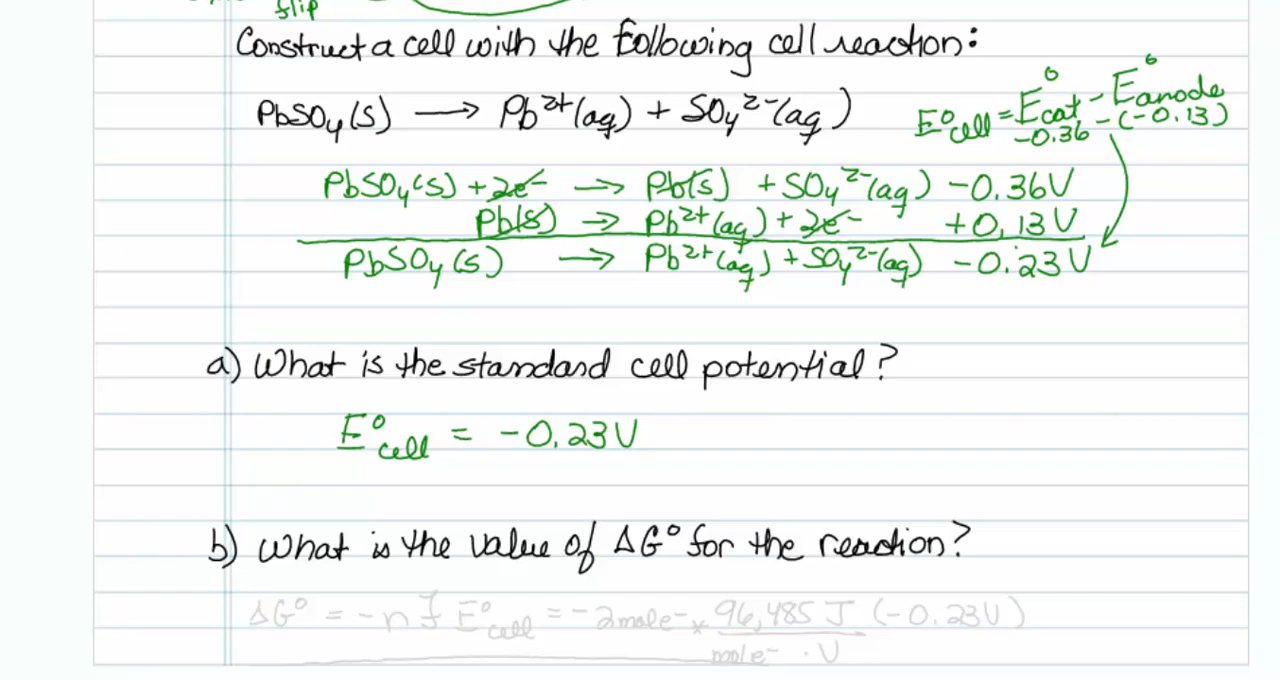 flip
Construct a cell with the following cell reaction:
PbSO₄(s) ⟶ Pb²⁺(aq) + SO₄²⁻(aq)
E°cell = E°cat - E°anode
-0.36 - (-0.13)
PbSO₄(s) + 2e⁻ → Pb(s) + SO₄²⁻(aq) -0.36V
Pb(s) → Pb²⁺(aq) + 2e⁻ +0.13V
PbSO₄(s) → Pb²⁺(aq) + SO₄²⁻(aq) -0.23V
a) What is the standard cell potential?
E°cell = -0.23V
b) What is the value of ΔG° for the reaction?
ΔG° = -nFE°cell = -2mole⁻ * 96,485 J (-0.23V)
mole⁻ · V